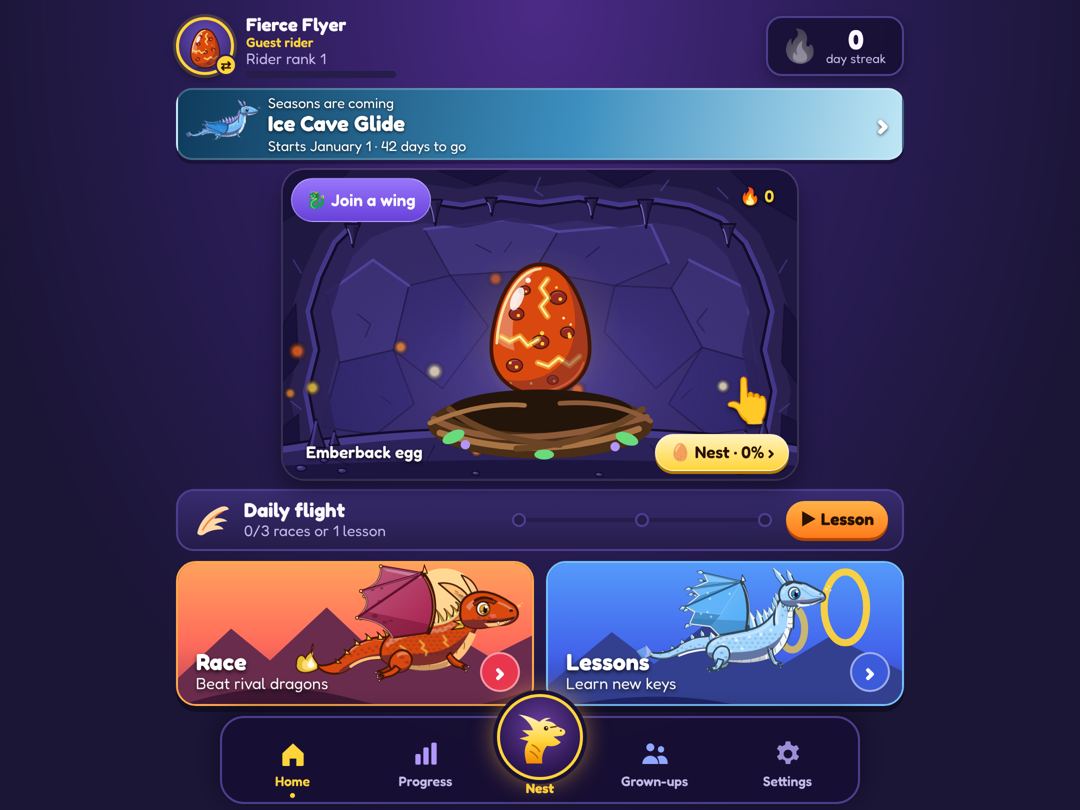 Fierce Flyer
Guest rider
Rider rank 1
0
day streak
Seasons are coming
Ice Cave Glide
Starts January 1 · 42 days to go
Join a wing
0
Emberback egg
Nest · 0% ›
Daily flight
0/3 races or 1 lesson
Lesson
Race
Beat rival dragons
Lessons
Learn new keys
Home
Progress
Nest
Grown-ups
Settings